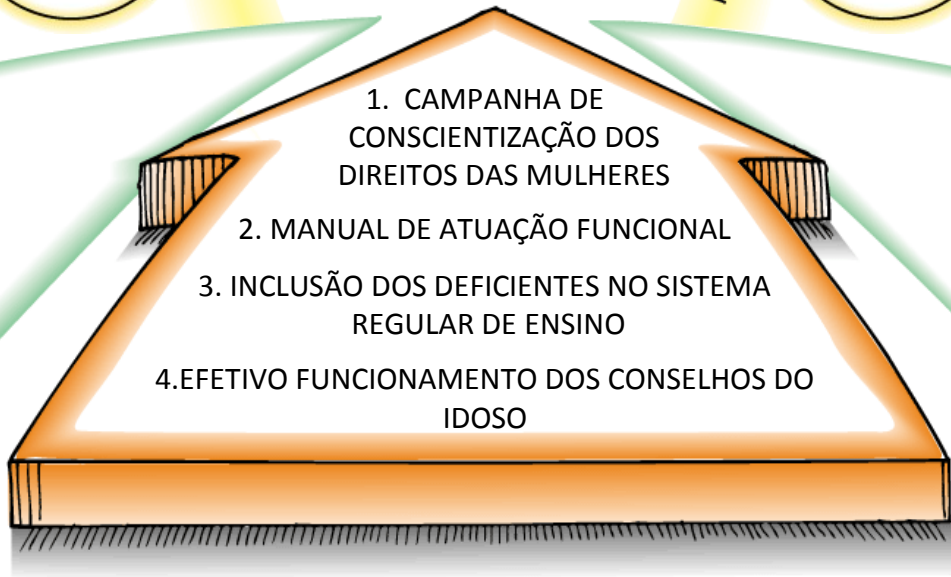 1. CAMPANHA DE
CONSCIENTIZAÇÃO DOS
DIREITOS DAS MULHERES
2. MANUAL DE ATUAÇÃO FUNCIONAL
3. INCLUSÃO DOS DEFICIENTES NO SISTEMA
REGULAR DE ENSINO
4.EFETIVO FUNCIONAMENTO DOS CONSELHOS DO
IDOSO